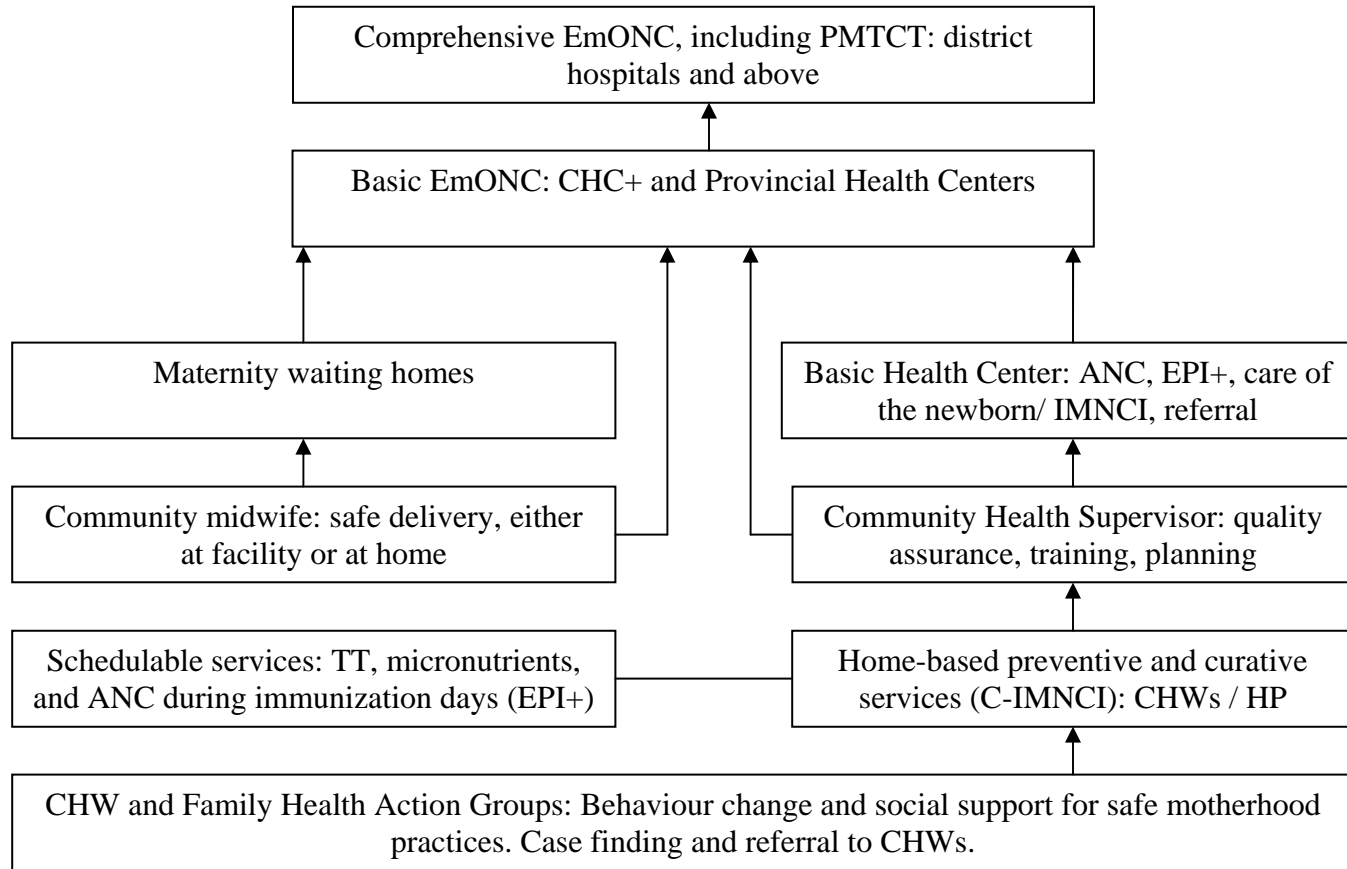 Comprehensive EmONC, including PMTCT: district
hospitals and above
Basic EmONC: CHC+ and Provincial Health Centers
Maternity waiting homes
Basic Health Center: ANC, EPI+, care of
the newborn/ IMNCI, referral
Community midwife: safe delivery, either
at facility or at home
Community Health Supervisor: quality
assurance, training, planning
Schedulable services: TT, micronutrients,
and ANC during immunization days (EPI+)
Home-based preventive and curative
services (C-IMNCI): CHWs / HP
CHW and Family Health Action Groups: Behaviour change and social support for safe motherhood
practices. Case finding and referral to CHWs.